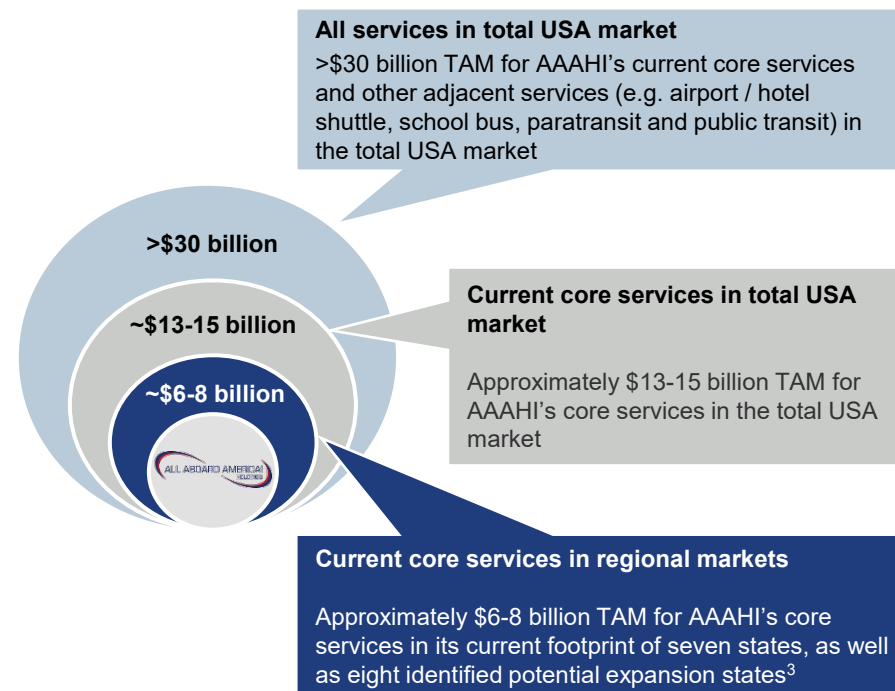 All services in total USA market
>$30 billion TAM for AAAHI’s current core services
and other adjacent services (e.g. airport / hotel
shuttle, school bus, paratransit and public transit) in
the total USA market
>$30 billion
~$13-15 billion
~$6-8 billion
ALL ABOARD AMERICA!
HOLDINGS
Current core services in total USA
market
Approximately $13-15 billion TAM for
AAAHI’s core services in the total USA
market
Current core services in regional markets
Approximately $6-8 billion TAM for AAAHI’s core
services in its current footprint of seven states, as well
as eight identified potential expansion states³